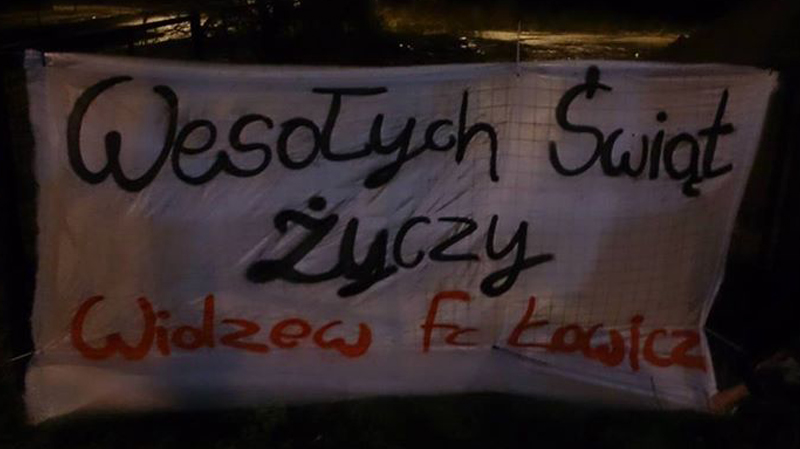 Wesołych Świąt
życzy
Widzew Fc Łowicz